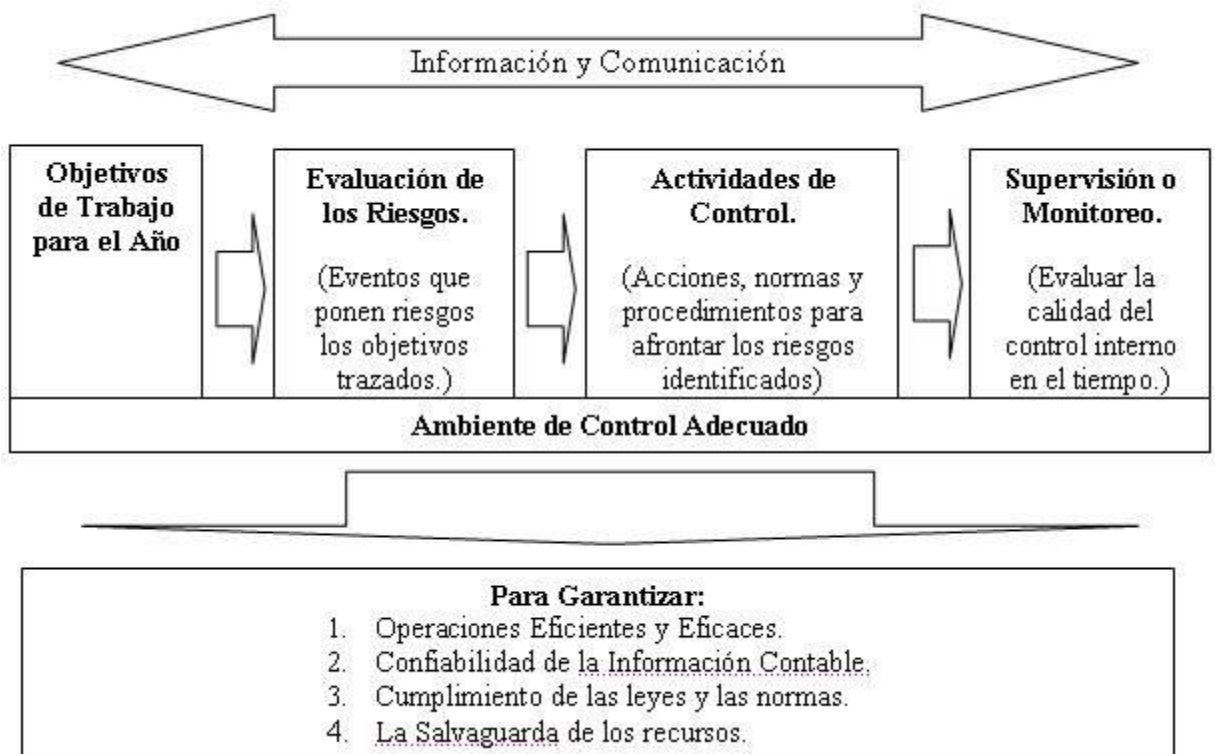 Información y Comunicación
Objetivos
de Trabajo
para el Año
Evaluación de
los Riesgos.
(Eventos que
ponen riesgos
los objetivos
trazados.)
Actividades de
Control.
(Acciones, normas y
procedimientos para
afrontar los riesgos
identificados)
Supervisión o
Monitoreo.
(Evaluar la
calidad del
control interno
en el tiempo.)
Ambiente de Control Adecuado
Para Garantizar:
1. Operaciones Eficientes y Eficaces.
2. Confiabilidad de la Información Contable.
3. Cumplimiento de las leyes y las normas.
4. La Salvaguarda de los recursos.